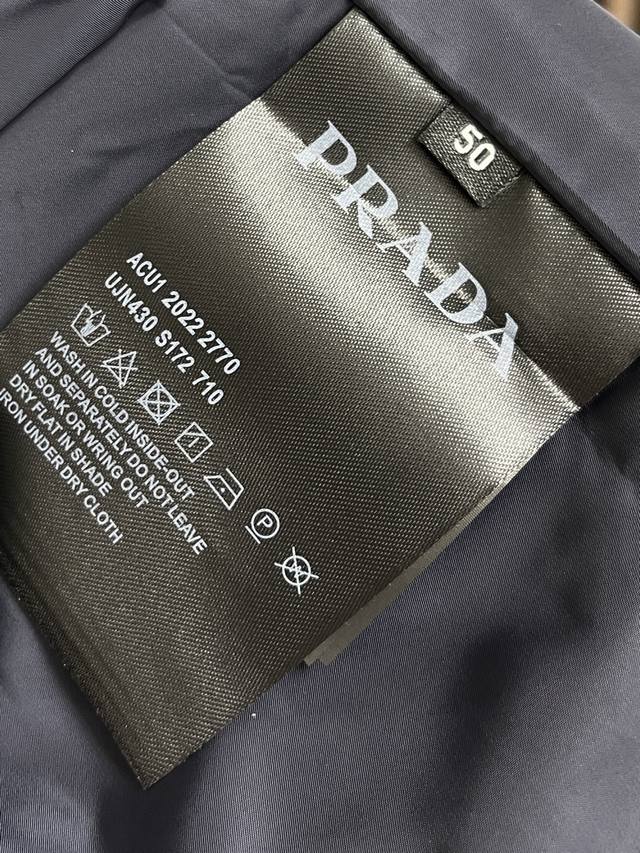 PRADA
50
ACU1 2022 2770
UJN430 S172 710
WASH IN COLD INSIDE-OUT
AND SEPARATELY DO NOT LEAVE
IN SOAK OR WRING OUT
DRY FLAT IN SHADE
IRON UNDER DRY CLOTH
P